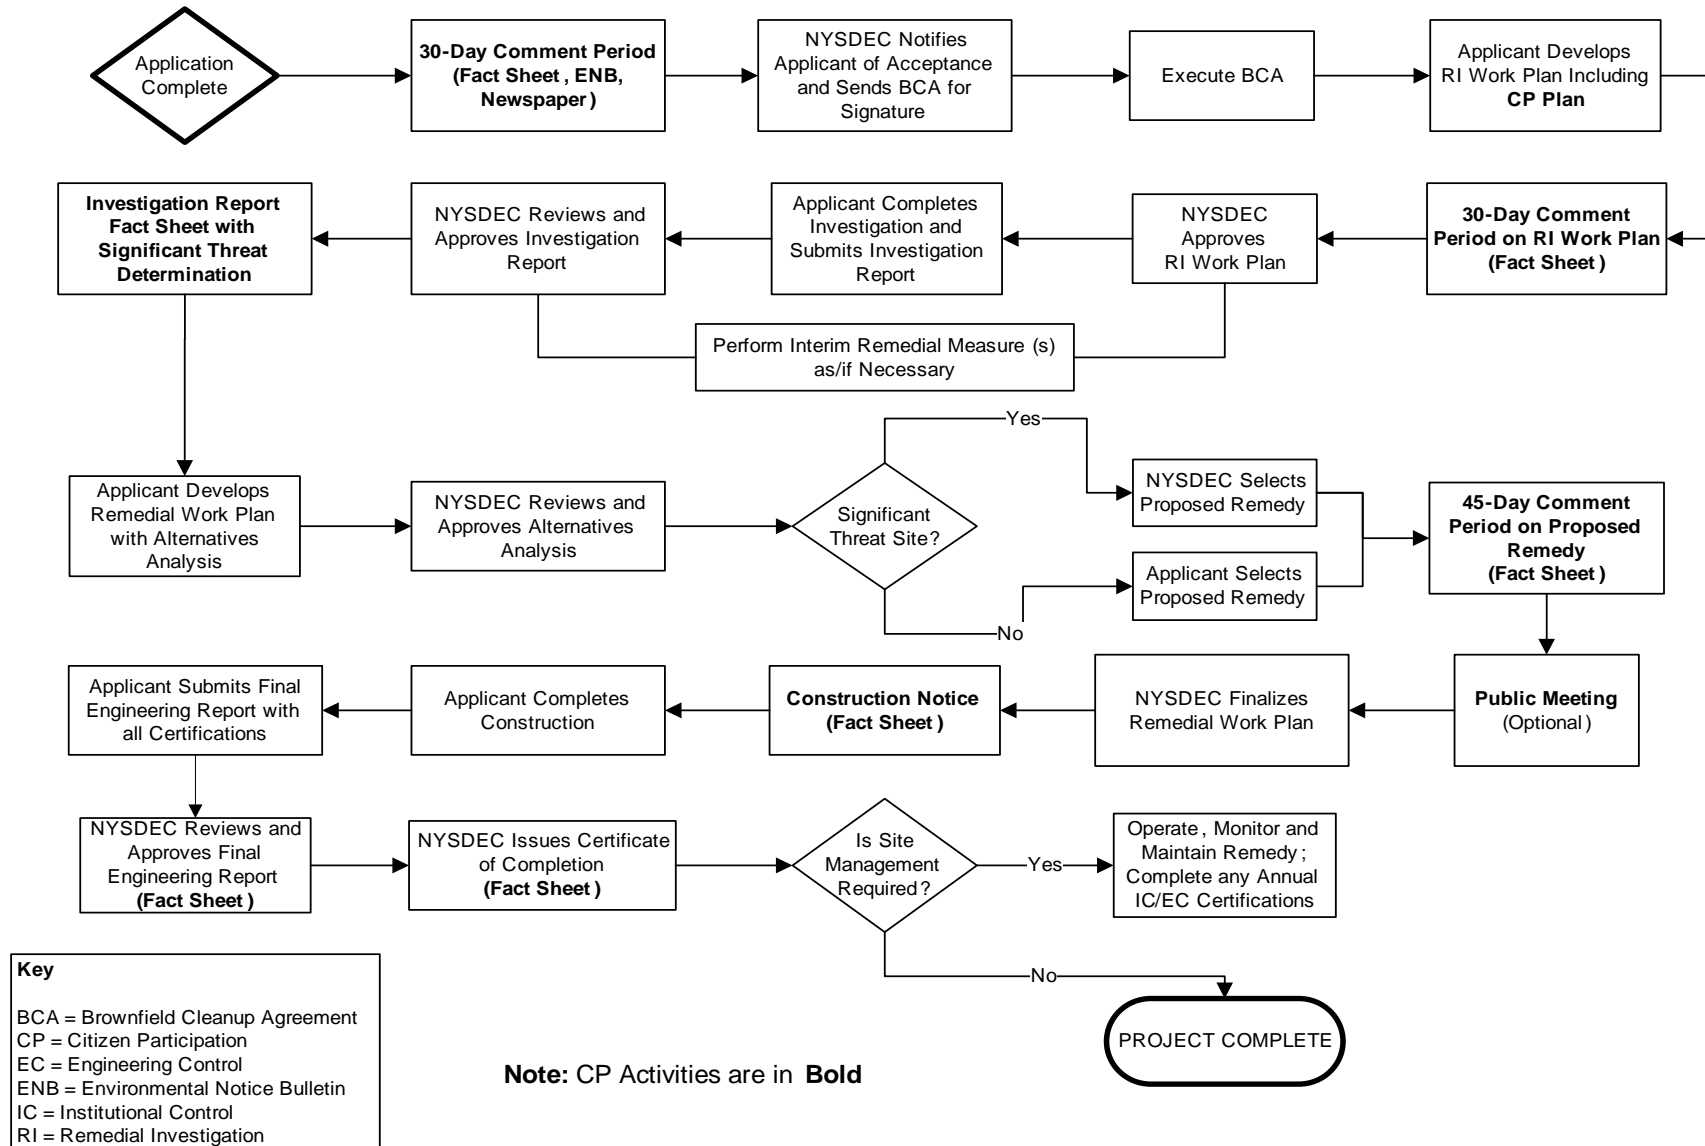 Application
Complete
30-Day Comment Period
(Fact Sheet , ENB,
Newspaper )
NYSDEC Notifies
Applicant of Acceptance
and Sends BCA for
Signature
Execute BCA
Applicant Develops
RI Work Plan Including
CP Plan
30-Day Comment
Period on RI Work Plan
(Fact Sheet )
NYSDEC
Approves
RI Work Plan
Applicant Completes
Investigation and
Submits Investigation
Report
NYSDEC Reviews and
Approves Investigation
Report
Investigation Report
Fact Sheet with
Significant Threat
Determination
Perform Interim Remedial Measure (s)
as/if Necessary
Applicant Develops
Remedial Work Plan
with Alternatives
Analysis
NYSDEC Reviews and
Approves Alternatives
Analysis
Significant
Threat Site?
Yes
No
NYSDEC Selects
Proposed Remedy
Applicant Selects
Proposed Remedy
45-Day Comment
Period on Proposed
Remedy
(Fact Sheet )
Public Meeting
(Optional )
NYSDEC Finalizes
Remedial Work Plan
Construction Notice
(Fact Sheet )
Applicant Completes
Construction
Applicant Submits Final
Engineering Report with
all Certifications
NYSDEC Reviews and
Approves Final
Engineering Report
(Fact Sheet )
NYSDEC Issues Certificate
of Completion
(Fact Sheet )
Is Site
Management
Required ?
Yes
Operate , Monitor and
Maintain Remedy ;
Complete any Annual
IC/EC Certifications
No
PROJECT COMPLETE
Key
BCA = Brownfield Cleanup Agreement
CP = Citizen Participation
EC = Engineering Control
ENB = Environmental Notice Bulletin
IC = Institutional Control
RI = Remedial Investigation
Note: CP Activities are in Bold